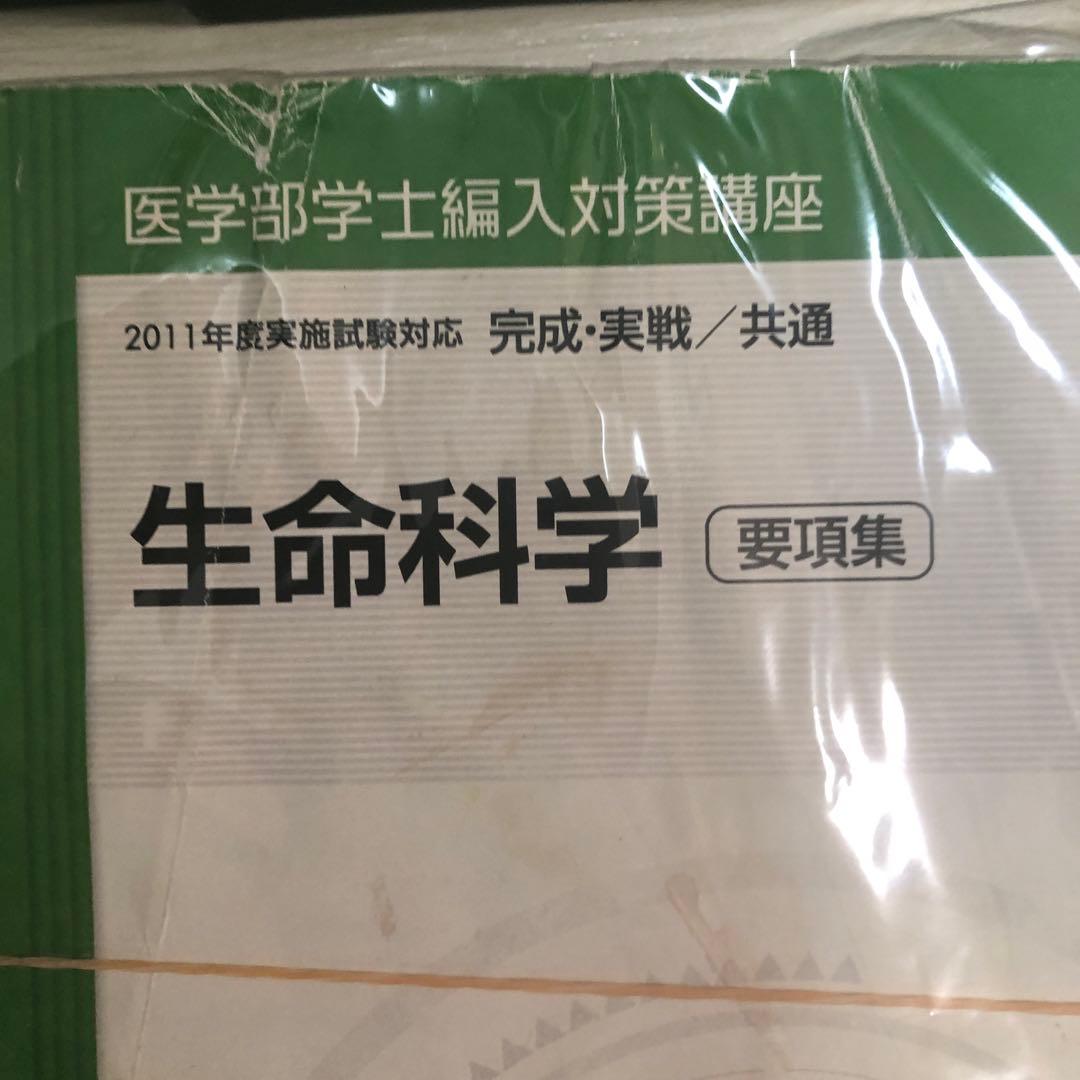 医学部学士編入対策講座
2011年度実施試験対応 完成・実戦／共通
生命科学 要項集